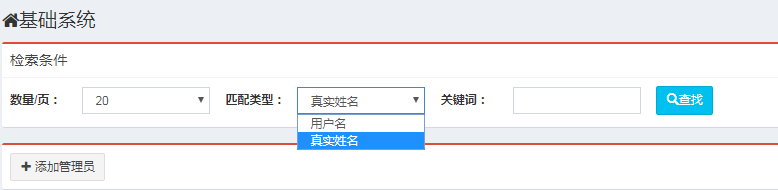 基础系统
检索条件
数量/页： 20 匹配类型： 真实姓名 关键词： 查找
用户名
真实姓名
添加管理员